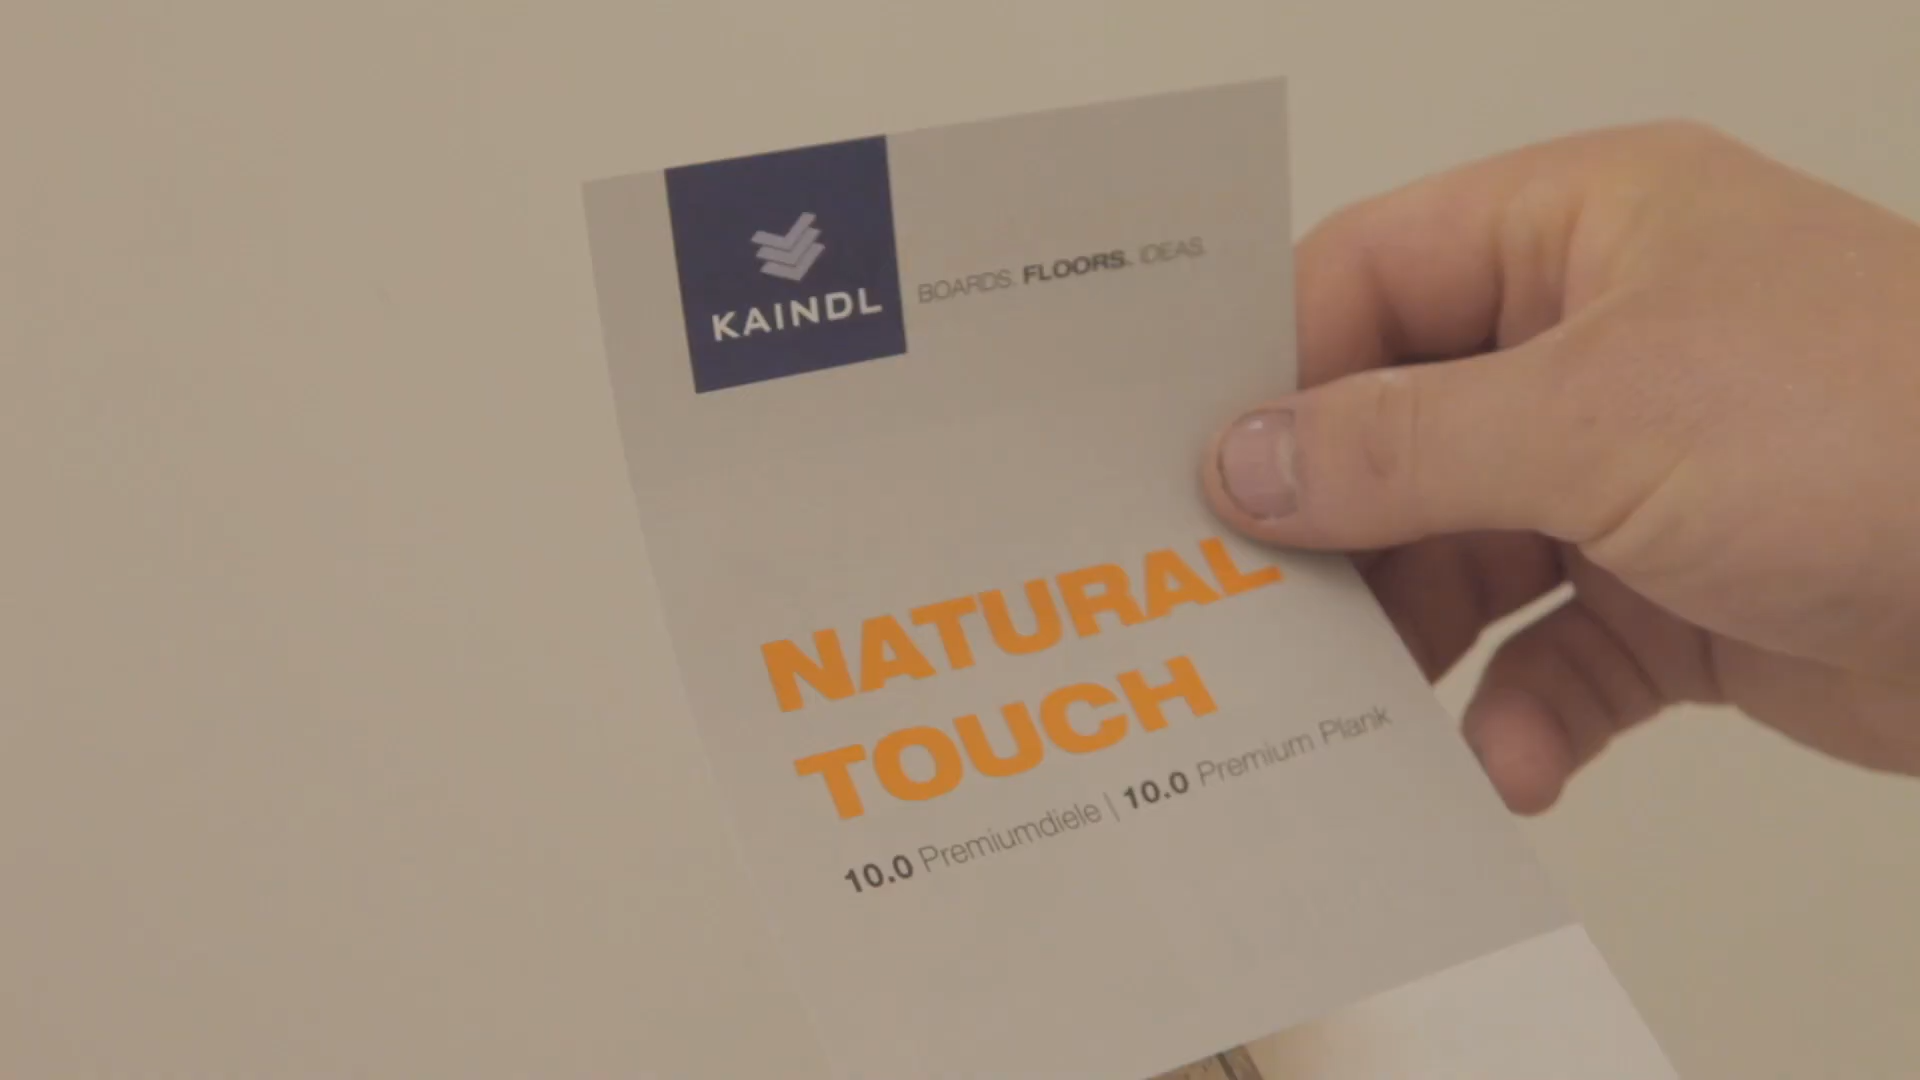 KAINDL
BOARDS. FLOORS. IDEAS.
NATURAL
TOUCH
10.0 Premiumdiele | 10.0 Premium Plank